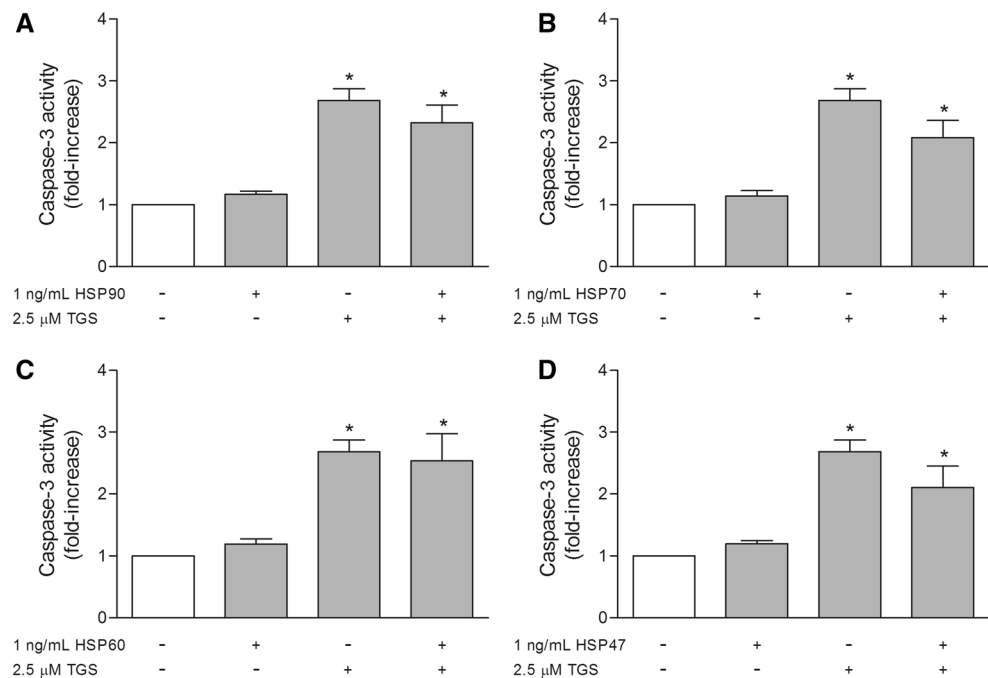 A
Caspase-3 activity
(fold-increase)
4
3
2
1
0
* *
1 ng/mL HSP90 - + - +
2.5 μM TGS - - + +
B
Caspase-3 activity
(fold-increase)
4
3
2
1
0
* *
1 ng/mL HSP70 - + - +
2.5 μM TGS - - + +
C
Caspase-3 activity
(fold-increase)
4
3
2
1
0
* *
1 ng/mL HSP60 - + - +
2.5 μM TGS - - + +
D
Caspase-3 activity
(fold-increase)
4
3
2
1
0
* *
1 ng/mL HSP47 - + - +
2.5 μM TGS - - + +